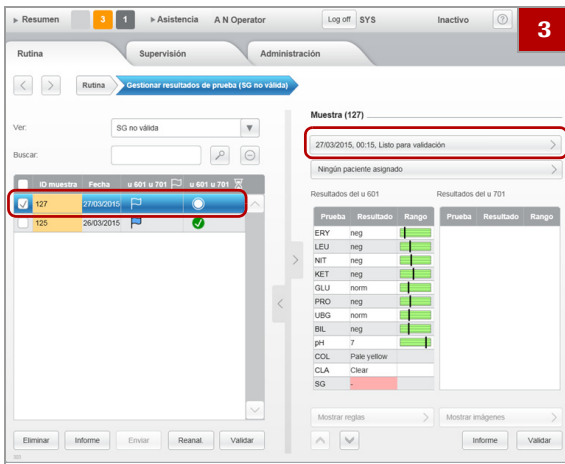 Resumen 3 1 Asistencia A N Operator Log off SYS Inactivo ? 3
Rutina Supervisión Administración
Rutina Gestionar resultados de prueba (SG no válida)
Ver: SG no válida
Buscar:
ID muestra Fecha u 601 u 701 u 601 u 701
127 27/03/2015
125 26/03/2015
Eliminar Informe Enviar Reanal. Validar
Muestra (127)
27/03/2015, 00:15, Listo para validación
Ningún paciente asignado
Resultados del u 601 Resultados del u 701
Prueba Resultado Rango Prueba Resultado Rango
ERY neg
LEU neg
NIT neg
KET neg
GLU norm
PRO neg
UBG norm
BIL neg
pH 7
COL Pale yellow
CLA Clear
SG -
Mostrar reglas Mostrar imágenes
Informe Validar